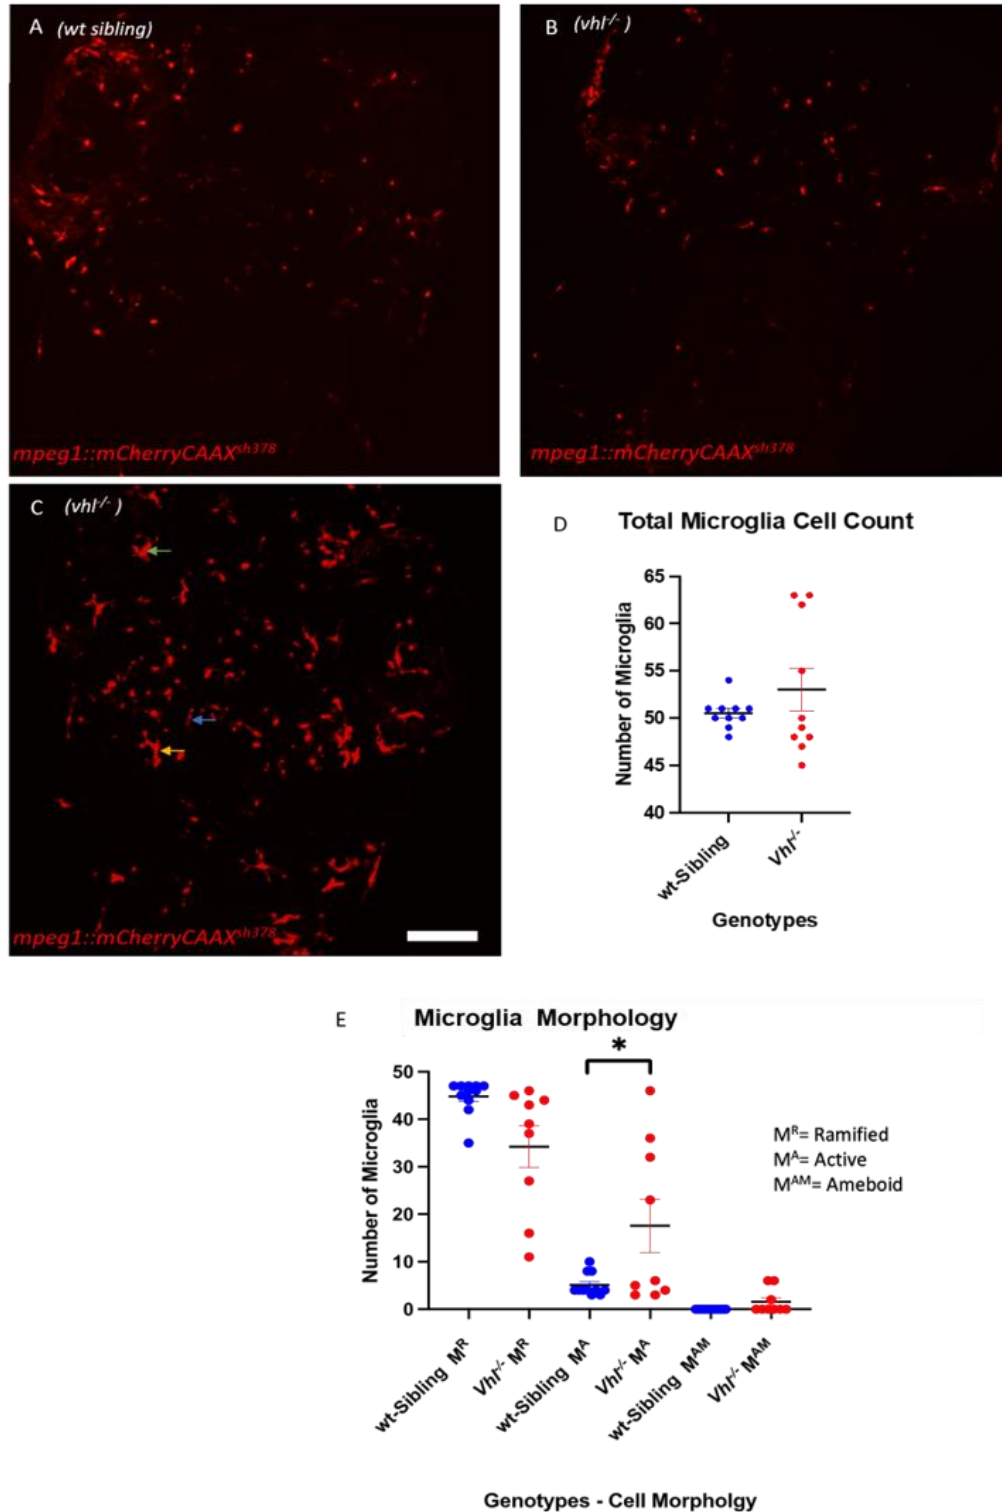 A (wt sibling)
B (vhl-/- )
mpeg1::mCherryCAAXsh378
mpeg1::mCherryCAAXsh378
C (vhl-/- )
mpeg1::mCherryCAAXsh378
D Total Microglia Cell Count
Number of Microglia
65
60
55
50
45
40
wt-Sibling
Vhl-/-
Genotypes
E Microglia Morphology
*
Number of Microglia
50
40
30
20
10
0
MR= Ramified
MA= Active
MAM= Ameboid
wt-Sibling MR
Vhl-/- MR
wt-Sibling MA
Vhl-/- MA
wt-Sibling MAM
Vhl-/- MAM
Genotypes - Cell Morpholgy